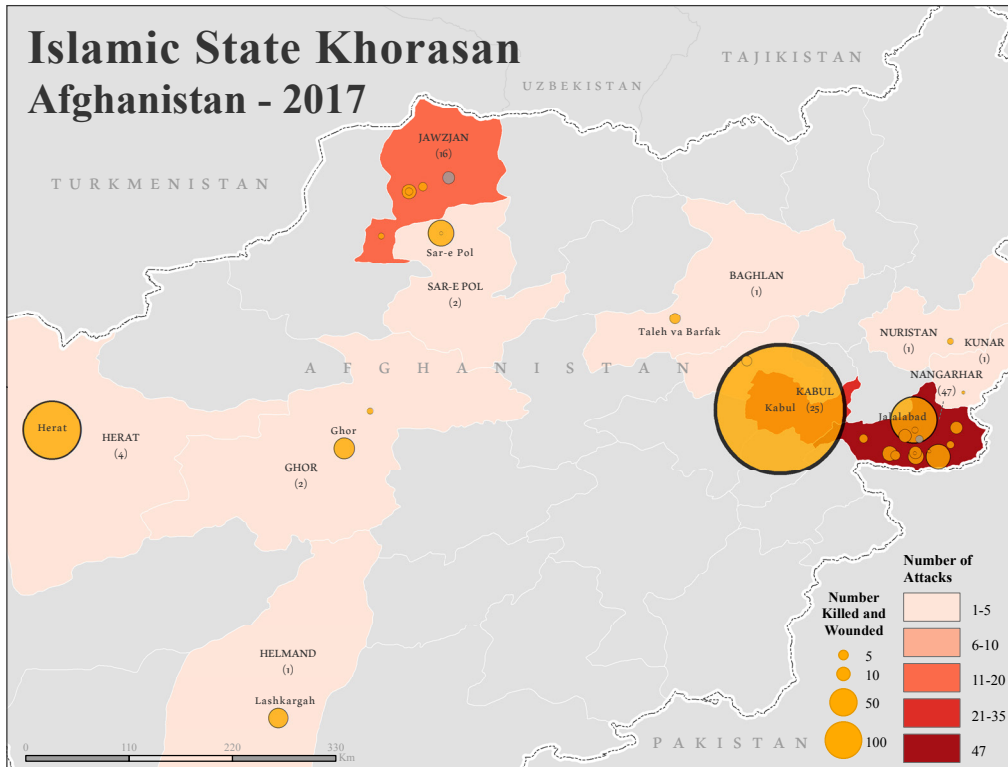 Islamic State Khorasan
Afghanistan - 2017
TAJIKISTAN
UZBEKISTAN
TURKMENISTAN
JAWZJAN
(16)
Sar-e Pol
SAR-E POL
(2)
BAGHLAN
(1)
Taleh va Barfak
NURISTAN
(1)
KUNAR
(1)
AFGHANISTAN
NANGARHAR
(47)
KABUL
(25)
Kabul
Jalalabad
Herat
HERAT
(4)
Ghor
GHOR
(2)
HELMAND
(1)
Lashkargah
PAKISTAN
0 110 220 330
Km
Number
Killed and
Wounded
5
10
50
100
Number of
Attacks
1-5
6-10
11-20
21-35
47